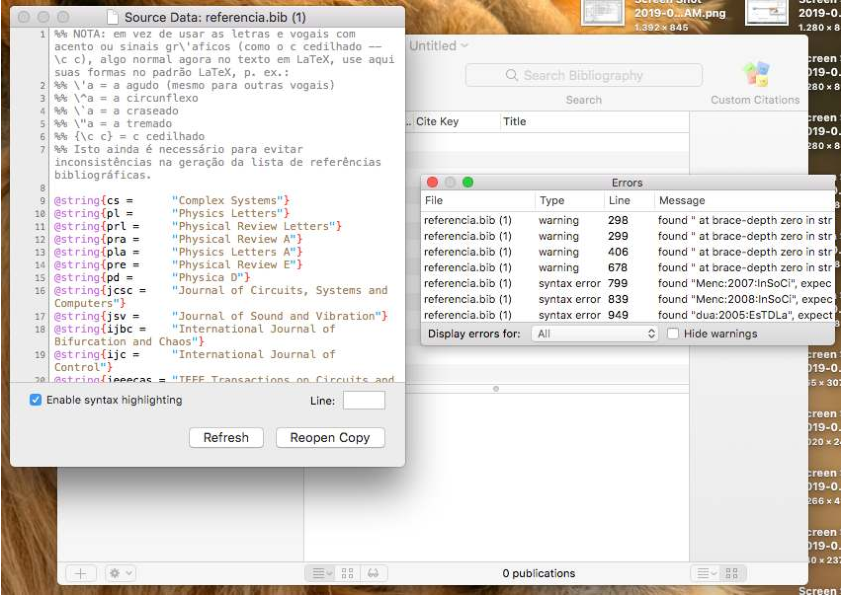 Source Data: referencia.bib (1)
1 %% NOTA: em vez de usar as letras e vogais com
acento ou sinais gr\'aficos (como o c cedilhado ——
\c c), algo normal agora no texto em LaTeX, use aqui
suas formas no padrão LaTeX, p. ex.:
2 %% \'a = a agudo (mesmo para outras vogais)
3 %% \^a = a circunflexo
4 %% \`a = a craseado
5 %% \"a = a tremado
6 %% {\c c} = c cedilhado
7 %% Isto ainda é necessário para evitar
inconsistências na geração da lista de referências
bibliográficas.
8
9 @string{cs = "Complex Systems"}
10 @string{pl = "Physics Letters"}
11 @string{prl = "Physical Review Letters"}
12 @string{pra = "Physical Review A"}
13 @string{pla = "Physics Letters A"}
14 @string{pre = "Physical Review E"}
15 @string{pd = "Physica D"}
16 @string{jcsc = "Journal of Circuits, Systems and
Computers"}
17 @string{jsv = "Journal of Sound and Vibration"}
18 @string{ijbc = "International Journal of
Bifurcation and Chaos"}
19 @string{ijc = "International Journal of
Control"}
20 @string{ieeecas = "IEEE Transactions on Circuits and
Enable syntax highlighting
Line:
Refresh
Reopen Copy
Untitled
Search Bibliography
Search
Custom Citations
Cite Key
Title
Errors
File Type Line Message
referencia.bib (1) warning 298 found " at brace-depth zero in str
referencia.bib (1) warning 299 found " at brace-depth zero in str
referencia.bib (1) warning 406 found " at brace-depth zero in str
referencia.bib (1) warning 678 found " at brace-depth zero in str
referencia.bib (1) syntax error 799 found "Menc:2007:InSoCi", expec
referencia.bib (1) syntax error 839 found "Menc:2008:InSoCi", expec
referencia.bib (1) syntax error 949 found "dua:2005:EsTDLa", expect
Display errors for: All
Hide warnings
0 publications
2019-0...AM.png
1.392 × 845
2019-0.
1.280 × 8
Screen